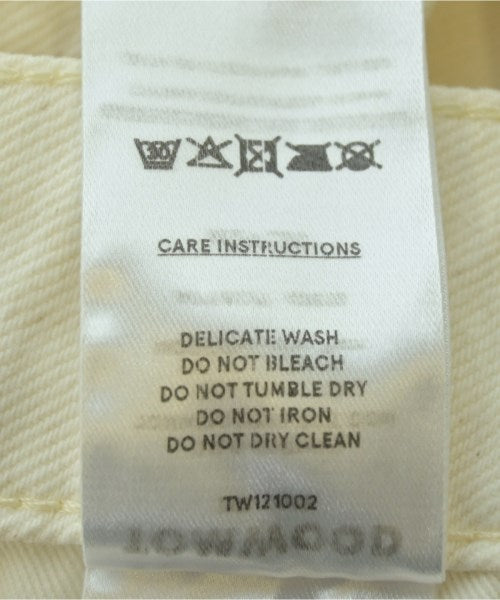 30
CARE INSTRUCTIONS
DELICATE WASH
DO NOT BLEACH
DO NOT TUMBLE DRY
DO NOT IRON
DO NOT DRY CLEAN
TW121002